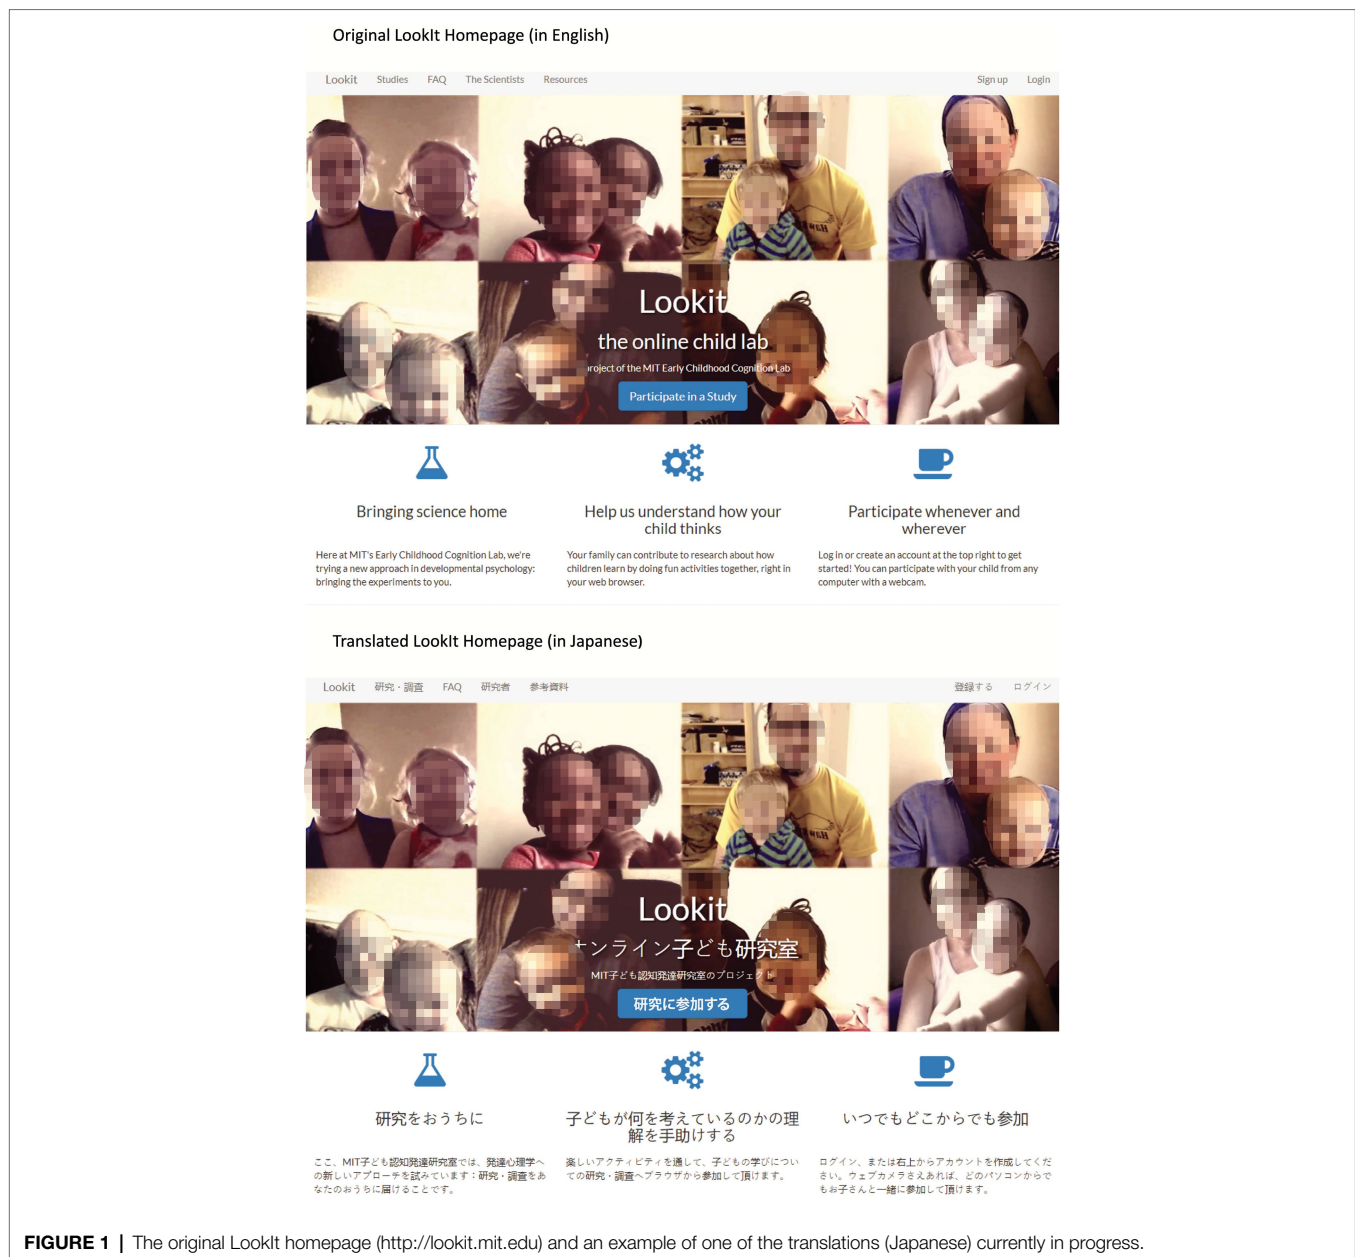 Original LookIt Homepage (in English)
Lookit Studies FAQ The Scientists Resources Sign up Login
Lookit
the online child lab
project of the MIT Early Childhood Cognition Lab
Participate in a Study
Bringing science home
Help us understand how your
child thinks
Participate whenever and
wherever
Here at MIT's Early Childhood Cognition Lab, we're
trying a new approach in developmental psychology:
bringing the experiments to you.
Your family can contribute to research about how
children learn by doing fun activities together, right in
your web browser.
Log in or create an account at the top right to get
started! You can participate with your child from any
computer with a webcam.
Translated LookIt Homepage (in Japanese)
Lookit 研究・調査 FAQ 研究者 参考資料 登録する ログイン
Lookit
オンライン子ども研究室
MIT子ども認知発達研究室のプロジェクト
研究に参加する
研究をおうちに
子どもが何を考えているのかの理
解を手助けする
いつでもどこからでも参加
ここ、MIT子ども認知発達研究室では、発達心理学へ
の新しいアプローチを試みています：研究・調査をあ
なたのおうちに届けることです。
楽しいアクティビティを通して、子どもの学びについ
ての研究・調査へブラウザから参加して頂けます。
ログイン、または右上からアカウントを作成してくだ
さい。ウェブカメラさえあれば、どのパソコンからで
もお子さんと一緒に参加して頂けます。
FIGURE 1 | The original LookIt homepage (http://lookit.mit.edu) and an example of one of the translations (Japanese) currently in progress.